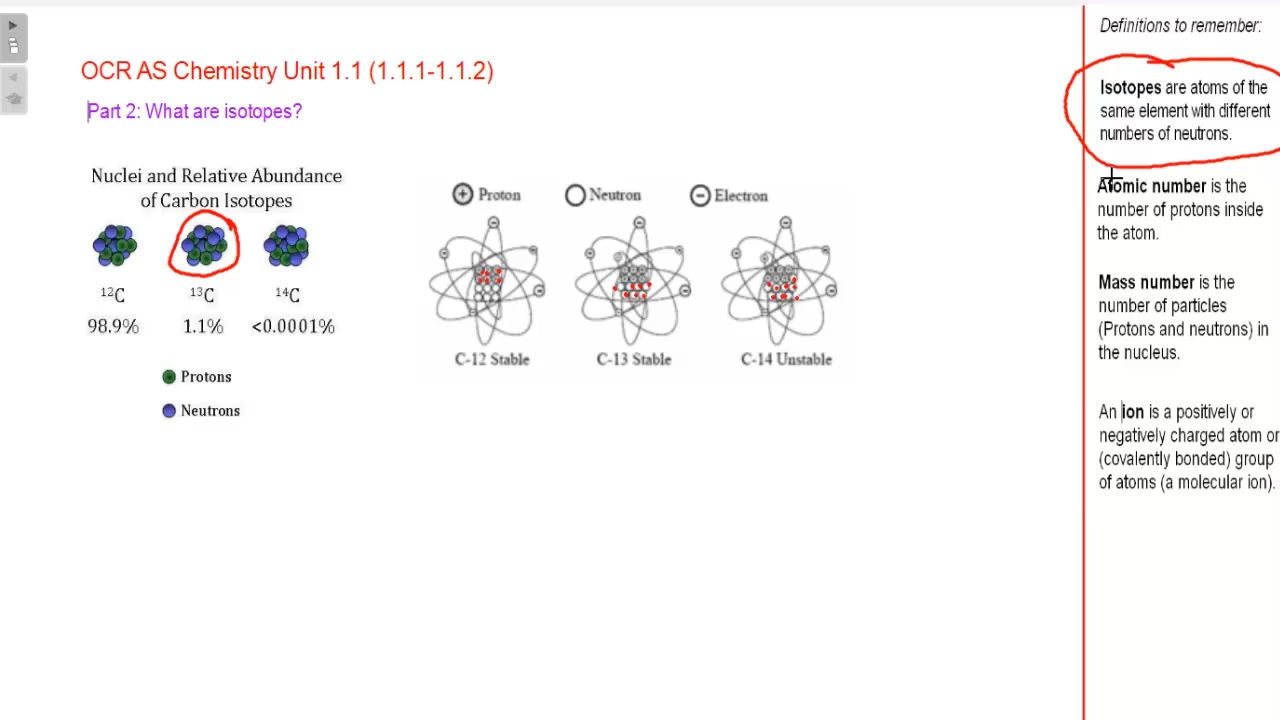 OCR AS Chemistry Unit 1.1 (1.1.1-1.1.2)
Part 2: What are isotopes?
Nuclei and Relative Abundance
of Carbon Isotopes
¹²C ¹³C ¹⁴C
98.9% 1.1% <0.0001%
Protons
Neutrons
+ Proton Neutron − Electron
C-12 Stable C-13 Stable C-14 Unstable
Definitions to remember:
Isotopes are atoms of the
same element with different
numbers of neutrons.
Atomic number is the
number of protons inside
the atom.
Mass number is the
number of particles
(Protons and neutrons) in
the nucleus.
An ion is a positively or
negatively charged atom or
(covalently bonded) group
of atoms (a molecular ion).